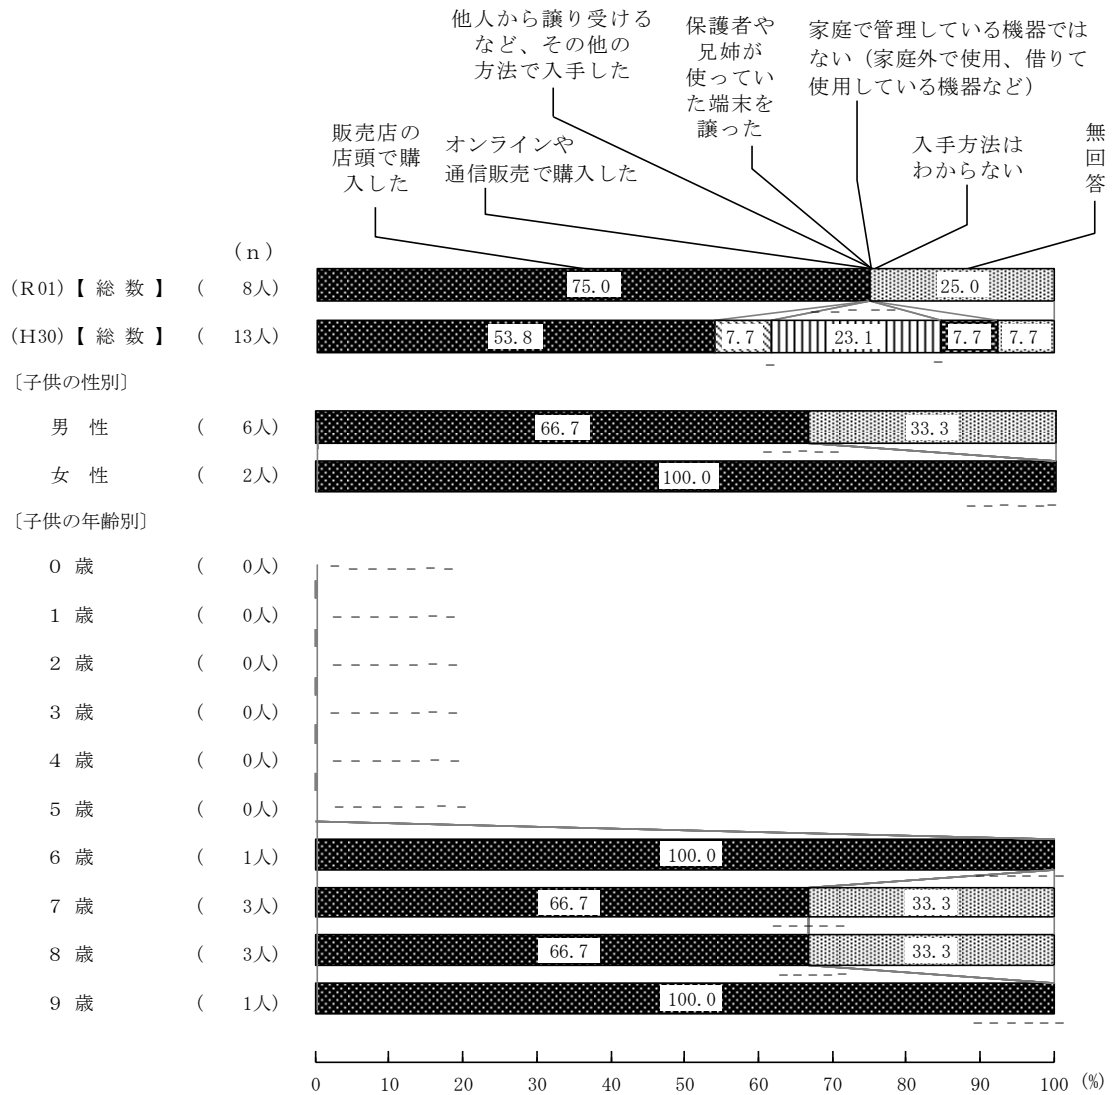 他人から譲り受ける
など、その他の
方法で入手した
保護者や
兄姉が
使ってい
た端末を
譲った
家庭で管理している機器では
ない（家庭外で使用、借りて
使用している機器など）
販売店の
店頭で購
入した
オンラインや
通信販売で購入した
入手方法は
わからない
無
回
答
(ｎ)
(Ｒ01)【 総 数 】 ( 8人) 75.0 25.0
(Ｈ30)【 総 数 】 ( 13人) 53.8 7.7 23.1 7.7 7.7
〔子供の性別〕
男 性 ( 6人) 66.7 33.3
女 性 ( 2人) 100.0
〔子供の年齢別〕
０ 歳 ( 0人) － － － － － － －
１ 歳 ( 0人) － － － － － － －
２ 歳 ( 0人) － － － － － － －
３ 歳 ( 0人) － － － － － － －
４ 歳 ( 0人) － － － － － － －
５ 歳 ( 0人) － － － － － － －
６ 歳 ( 1人) 100.0
７ 歳 ( 3人) 66.7 33.3
８ 歳 ( 3人) 66.7 33.3
９ 歳 ( 1人) 100.0
0 10 20 30 40 50 60 70 80 90 100 (%)